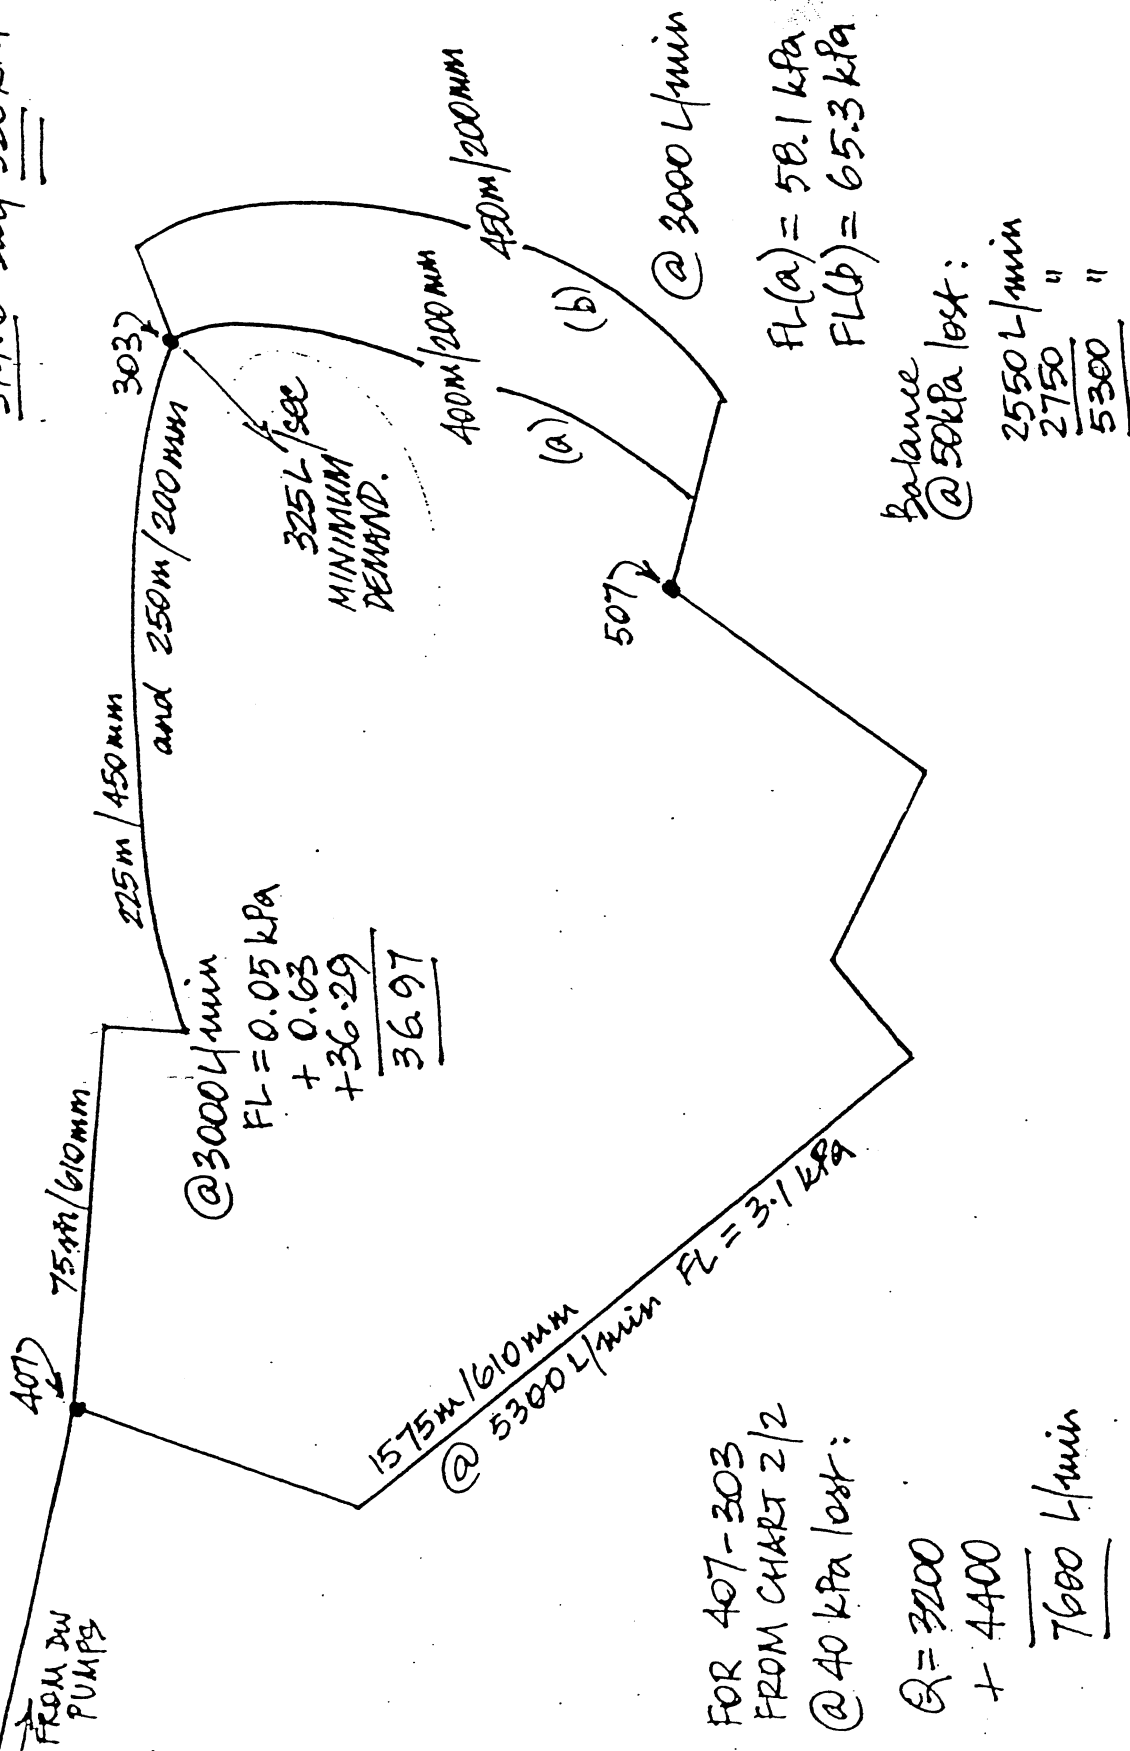 FROM DW
PUMPS
407
75m/610mm
225m/450mm
and 250m/200mm
303
@3000 L/min
FL = 0.05 kPa
+ 0.63
+36.29
36.97
325L/sec
MINIMUM
DEMAND.
400m/200mm
(a)
450m/200mm
(b)
507
1575m/610mm
@ 5300 L/min FL = 3.1 kPa
@ 3000 L/min
FL(a) = 58.1 kPa
FL(b) = 65.3 kPa
Balance
@50kPa lost:
2550 L/min
2750 "
5300 "
FOR 407-303
FROM CHART 2/2
@ 40 kPa lost:
Q = 3200
+ 4400
7600 L/min